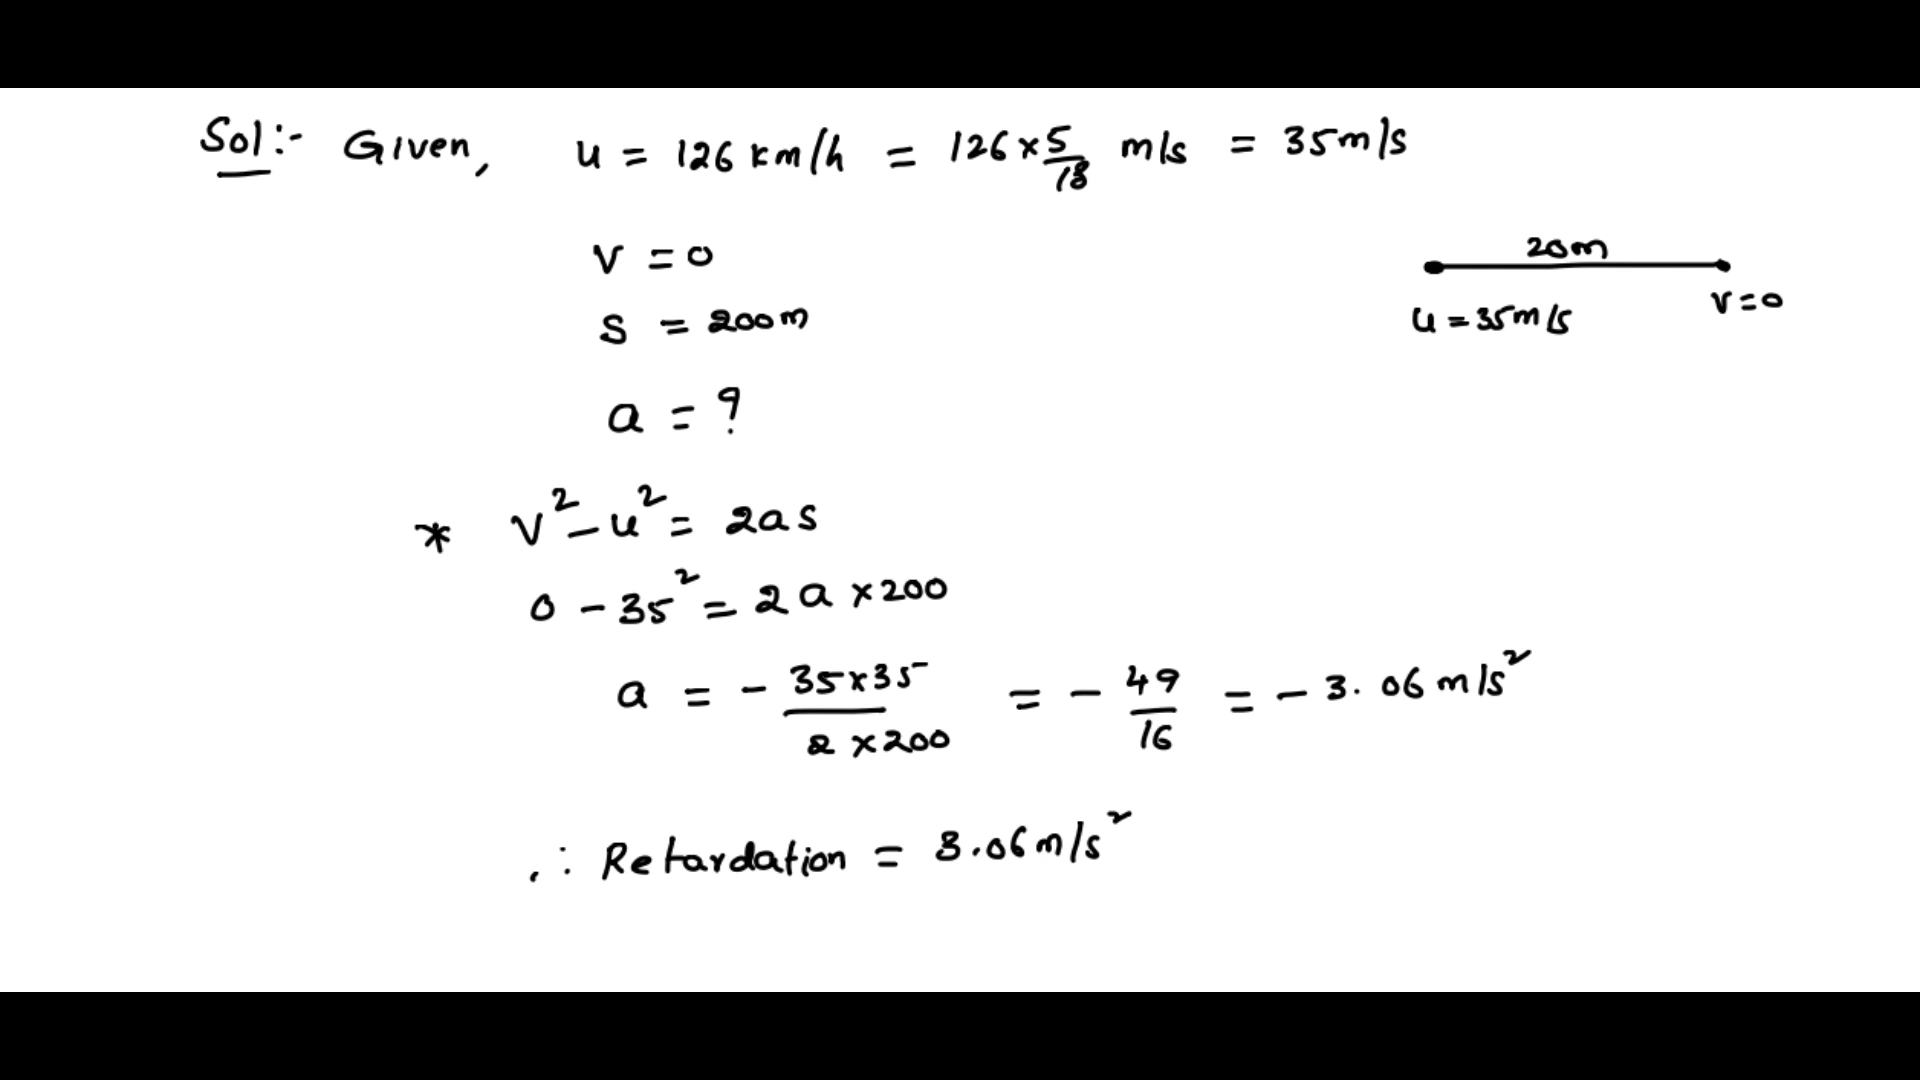 Sol:- Given, u = 126 km/h = 126 × 5/18 m/s = 35 m/s
v = 0
20m
u = 35 m/s
v = 0
s = 200m
a = ?
* v² - u² = 2as
0 - 35² = 2a × 200
a = - 35×35 / 2×200 = - 49/16 = - 3.06 m/s²
∴ Retardation = 3.06 m/s²